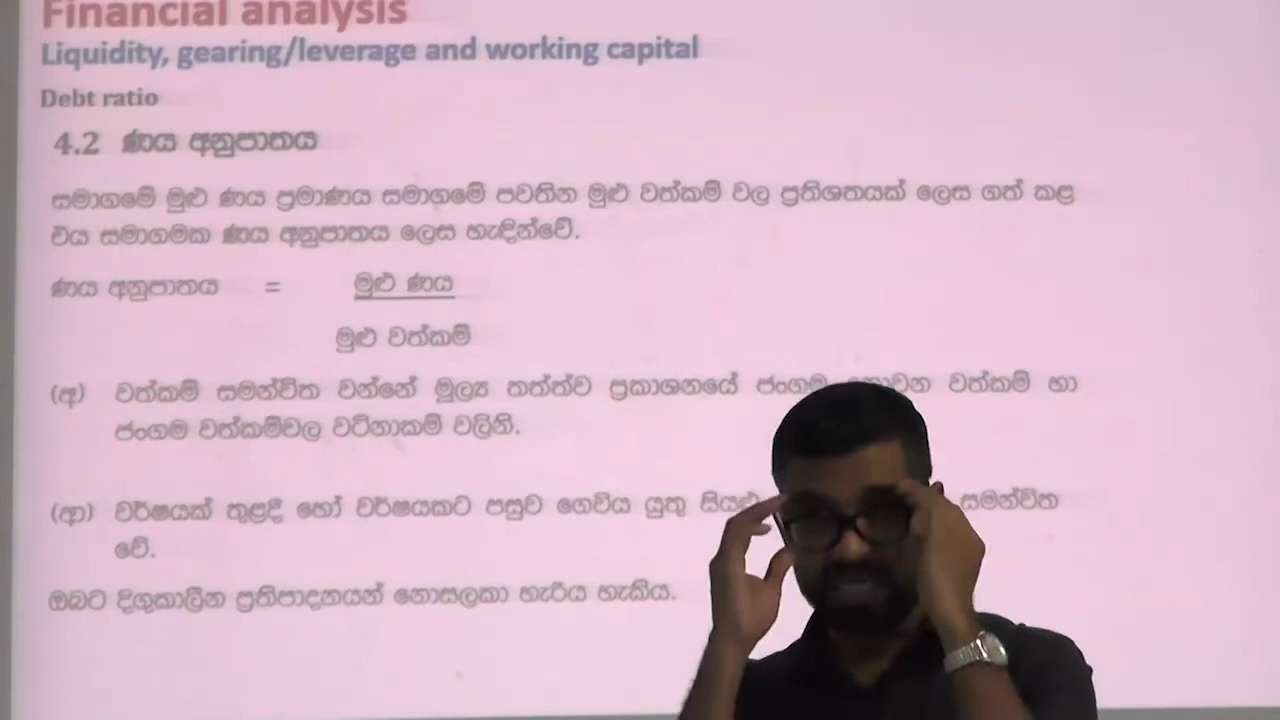 Financial analysis
Liquidity, gearing/leverage and working capital
Debt ratio
4.2 ණය අනුපාතය
සමාගමේ මුළු ණය ප්‍රමාණය සමාගමේ පවතින මුළු වත්කම් වල ප්‍රතිශතයක් ලෙස ගත් කළ
එය සමාගමක ණය අනුපාතය ලෙස හැඳින්වේ.
ණය අනුපාතය = මුළු ණය
මුළු වත්කම්
(අ) වත්කම් සමන්විත වන්නේ මූල්‍ය තත්ත්ව ප්‍රකාශනයේ ජංගම නොවන වත්කම් හා
ජංගම වත්කම්වල වටිනාකම් වලිනි.
(ආ) වර්ෂයක් තුළදී හෝ වර්ෂයකට පසුව ගෙවිය යුතු සමන්විත
වේ.
ඔබට දිගුකාලීන ප්‍රතිපාදනයන් නොසලකා හැරිය හැකිය.